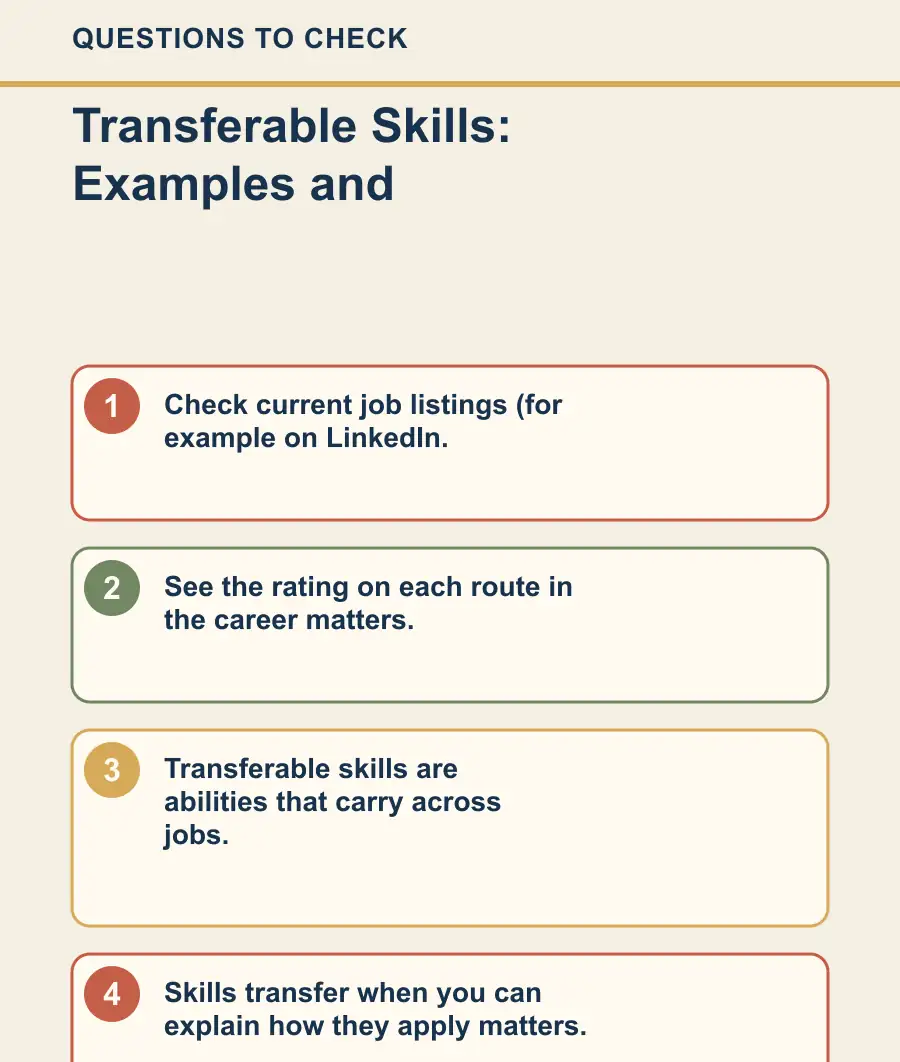 QUESTIONS TO CHECK
Transferable Skills:
Examples and
1
Check current job listings (for
example on LinkedIn.
2
See the rating on each route in
the career matters.
3
Transferable skills are
abilities that carry across
jobs.
4
Skills transfer when you can
explain how they apply matters.